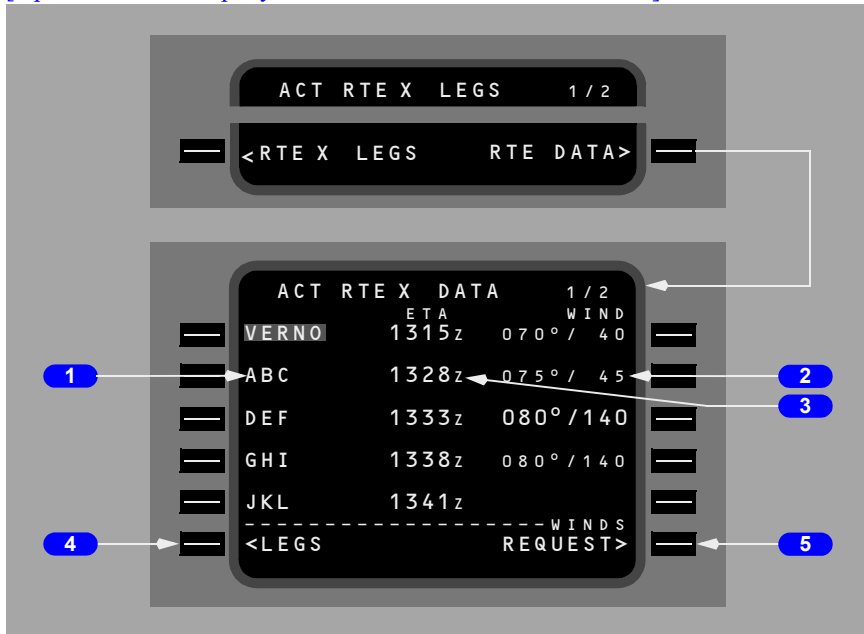 ACT RTE X LEGS 1/2
<RTE X LEGS RTE DATA>
ACT RTE X DATA 1/2
ETA WIND
VERNO 1315z 070°/ 40
1 ABC 1328z 075°/ 45 2
3
DEF 1333z 080°/140
GHI 1338z 080°/140
JKL 1341z
WINDS
4 <LEGS REQUEST> 5